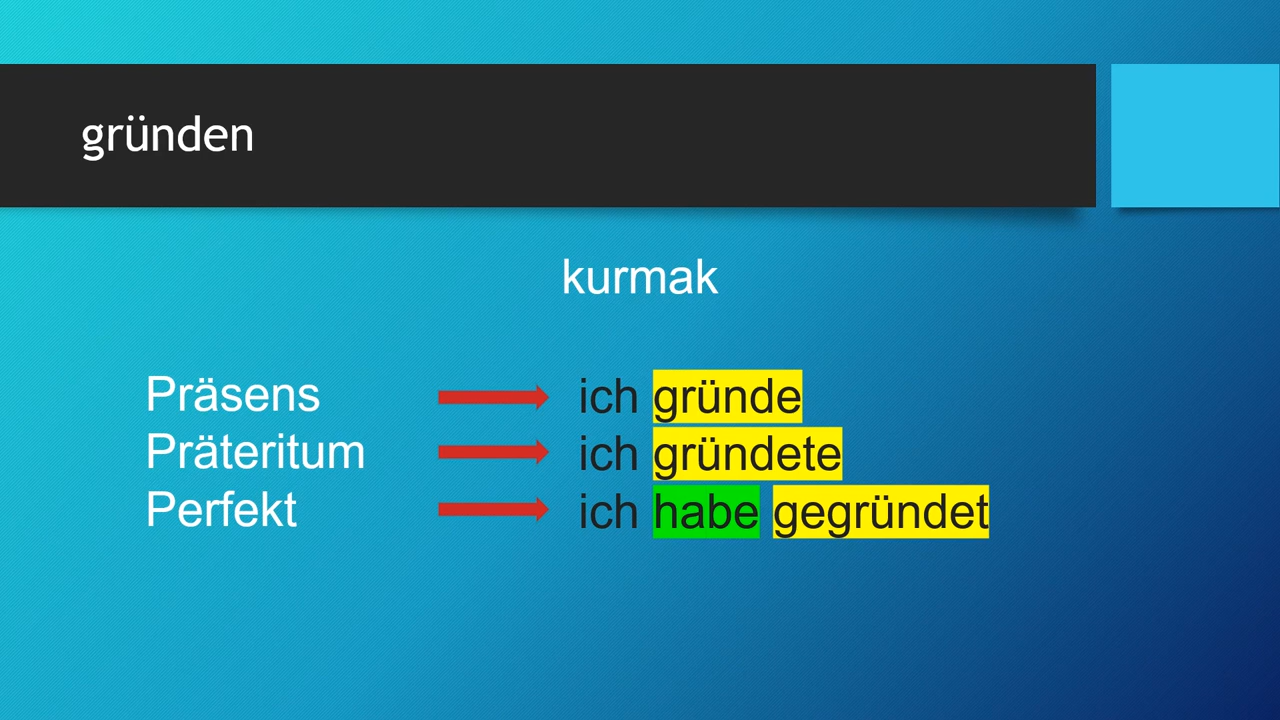 gründen
kurmak
Präsens ich gründe
Präteritum ich gründete
Perfekt ich habe gegründet